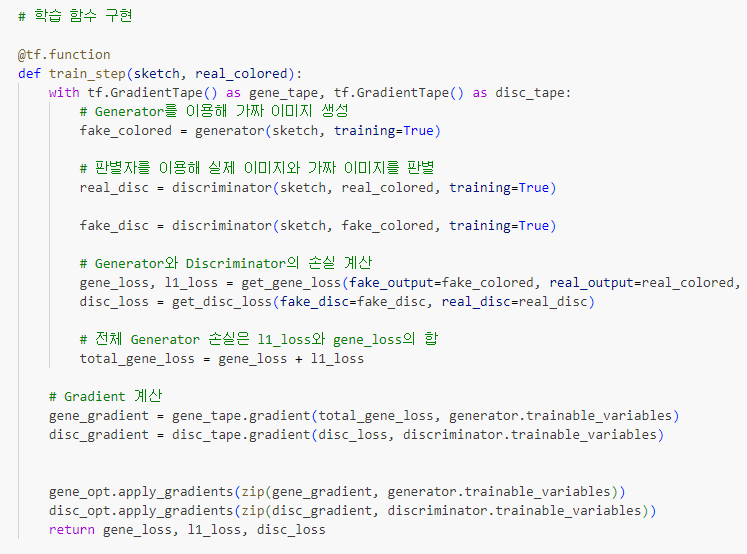 # 학습 함수 구현
@tf.function
def train_step(sketch, real_colored):
with tf.GradientTape() as gene_tape, tf.GradientTape() as disc_tape:
# Generator를 이용해 가짜 이미지 생성
fake_colored = generator(sketch, training=True)
# 판별자를 이용해 실제 이미지와 가짜 이미지를 판별
real_disc = discriminator(sketch, real_colored, training=True)
fake_disc = discriminator(sketch, fake_colored, training=True)
# Generator와 Discriminator의 손실 계산
gene_loss, l1_loss = get_gene_loss(fake_output=fake_colored, real_output=real_colored,
disc_loss = get_disc_loss(fake_disc=fake_disc, real_disc=real_disc)
# 전체 Generator 손실은 l1_loss와 gene_loss의 합
total_gene_loss = gene_loss + l1_loss
# Gradient 계산
gene_gradient = gene_tape.gradient(total_gene_loss, generator.trainable_variables)
disc_gradient = disc_tape.gradient(disc_loss, discriminator.trainable_variables)
gene_opt.apply_gradients(zip(gene_gradient, generator.trainable_variables))
disc_opt.apply_gradients(zip(disc_gradient, discriminator.trainable_variables))
return gene_loss, l1_loss, disc_loss